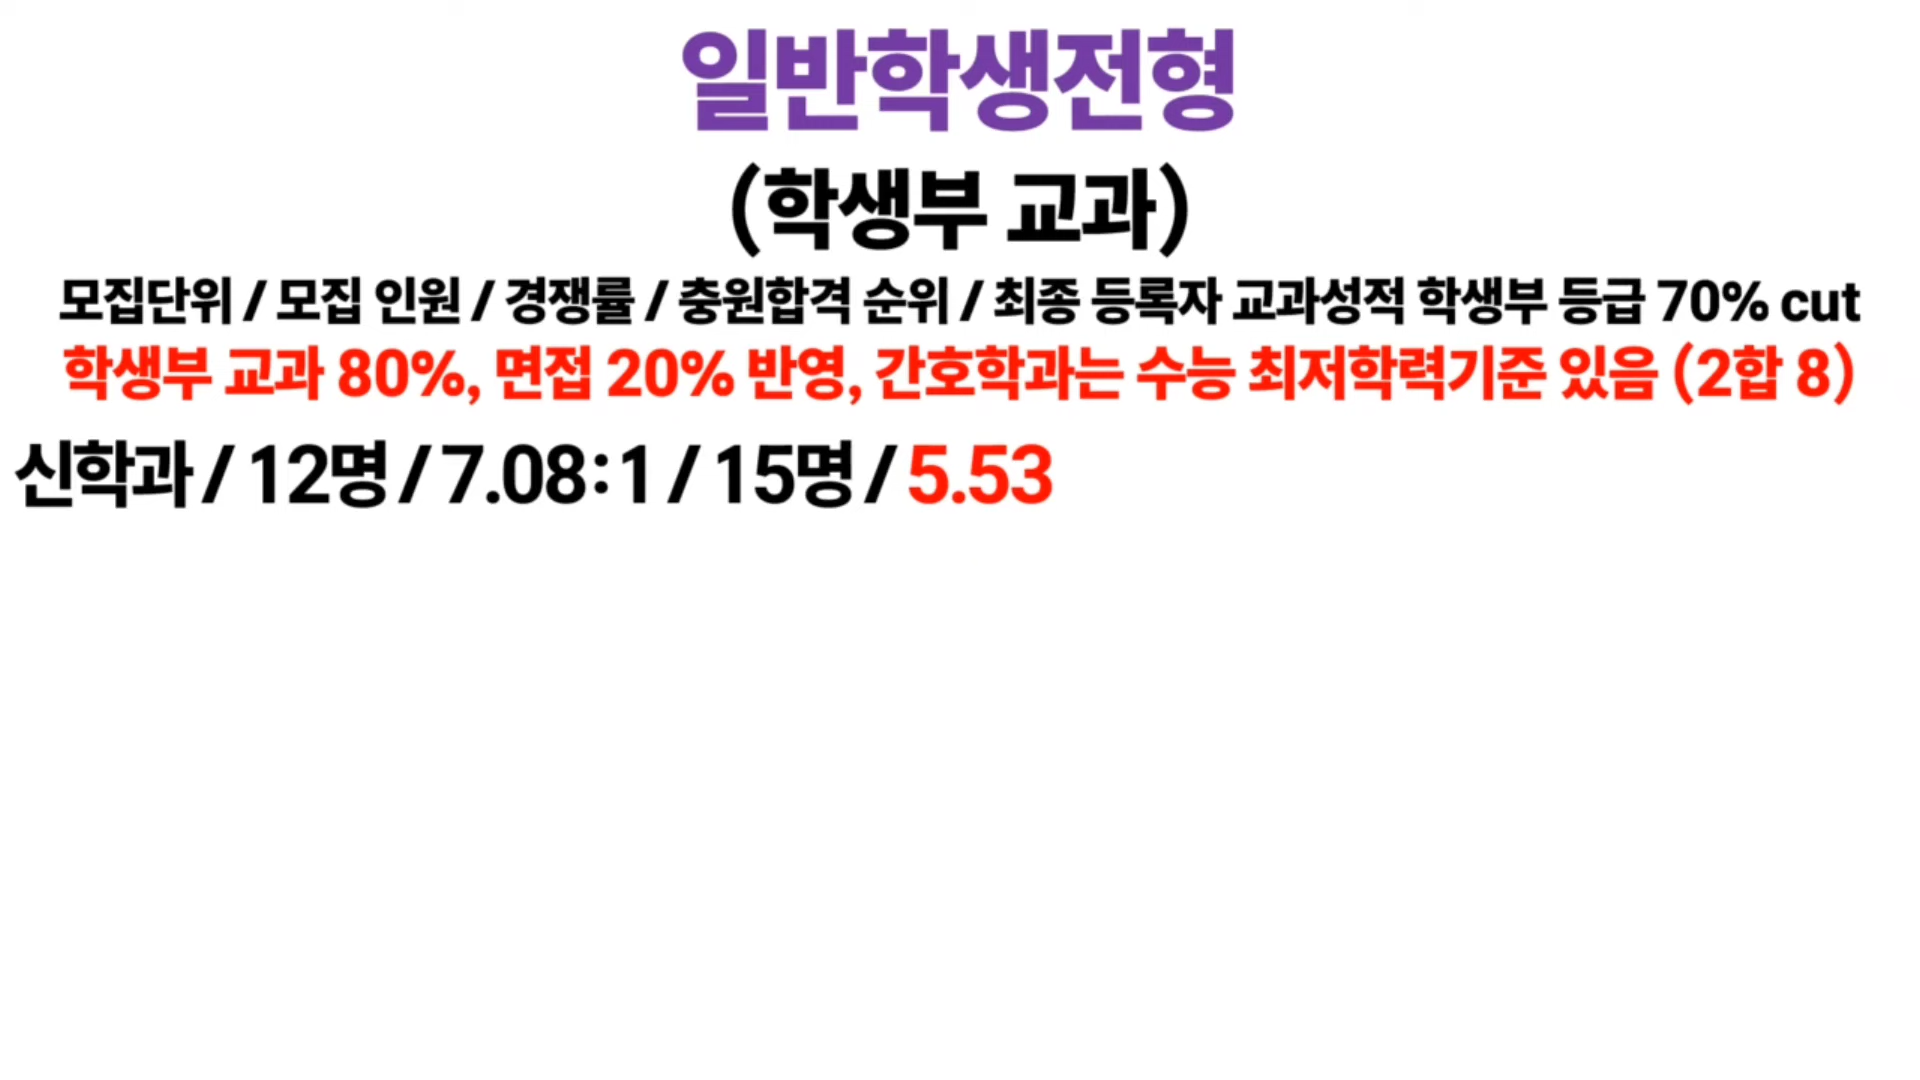 일반학생전형
(학생부 교과)
모집단위 / 모집 인원 / 경쟁률 / 충원합격 순위 / 최종 등록자 교과성적 학생부 등급 70% cut
학생부 교과 80%, 면접 20% 반영, 간호학과는 수능 최저학력기준 있음 (2합 8)
신학과 / 12명 / 7.08:1 / 15명 / 5.53